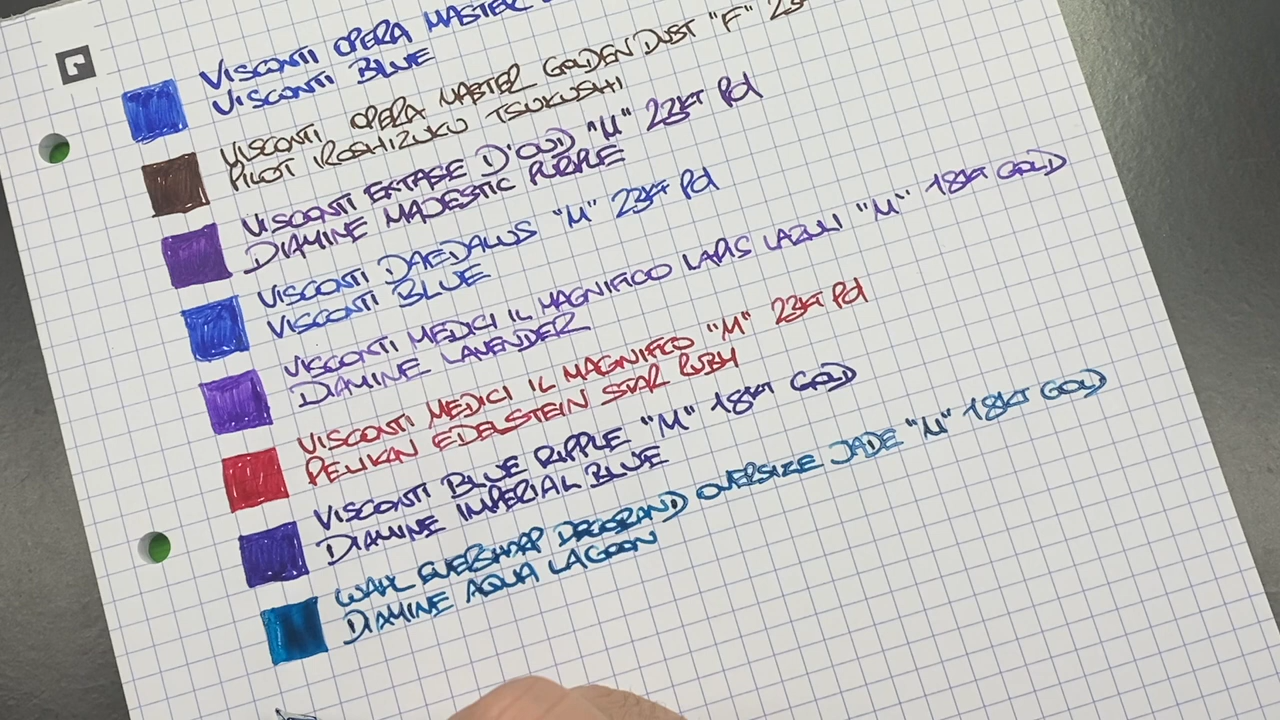 VISCONTI OPERA MASTER
VISCONTI BLUE
VISCONTI OPERA MASTER GOLDEN DUST "F"
PILOT IROSHIZUKU TSUKUSHI
VISCONTI EXTASE D'OUD "M" 23KT Pd
DIAMINE MADESTIC PURPLE
VISCONTI DAEDALUS "M" 23KT Pd
VISCONTI BLUE
VISCONTI MEDICI IL MAGNIFICO LAPIS LAZULI "M" 18KT GOLD
DIAMINE LAVENDER
VISCONTI MEDICI IL MAGNIFICO "M" 23KT Pd
PELIKAN EDELSTEIN STAR RUBY
VISCONTI BLUE RIPPLE "M" 18KT GOLD
DIAMINE IMPERIAL BLUE
WAHL EVERSHARP DECORAND OVERSIZE JADE "M" 18KT GOLD
DIAMINE AQUA LAGOON